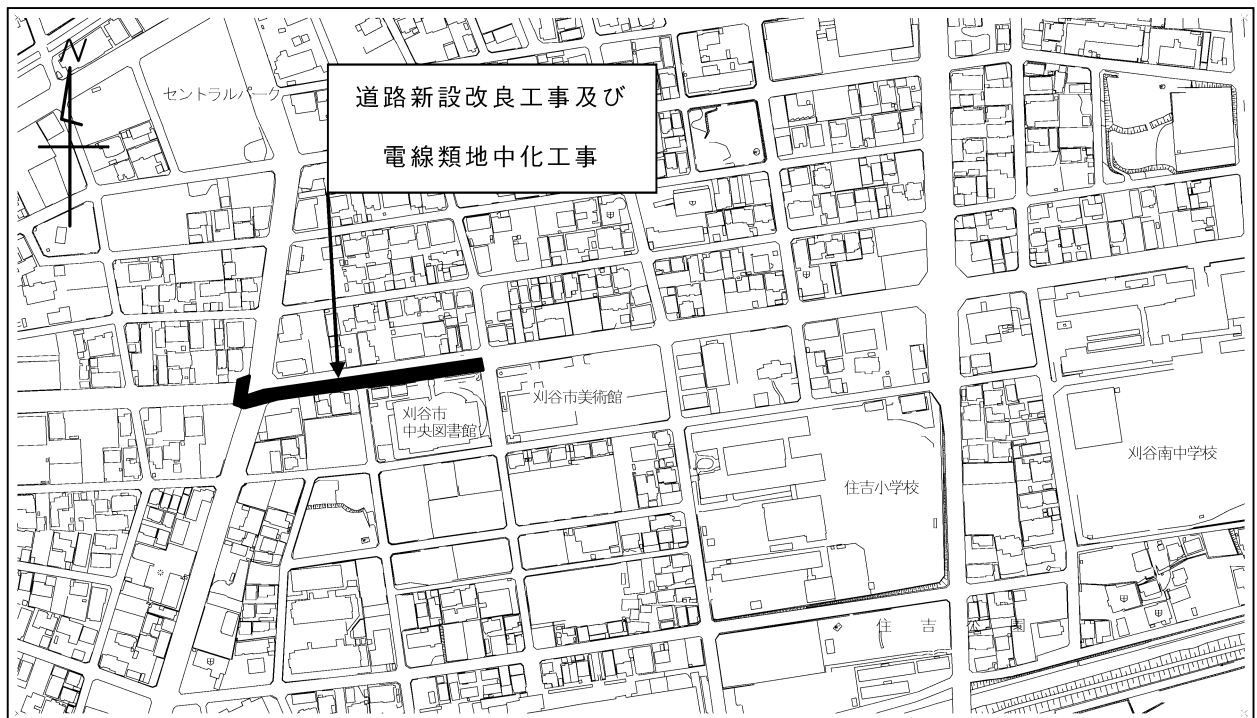 N
セントラルパーク
道路新設改良工事及び
電線類地中化工事
刈谷市美術館
刈谷市
中央図書館
刈谷南中学校
住吉小学校
住吉公園